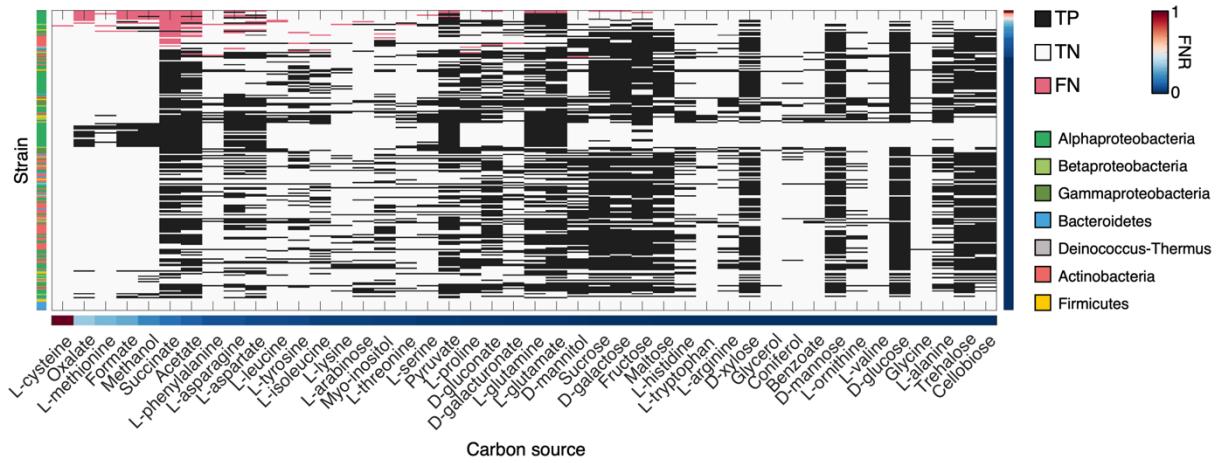 Strain
TP
TN
FN
1
FNR
0
Alphaproteobacteria
Betaproteobacteria
Gammaproteobacteria
Bacteroidetes
Deinococcus-Thermus
Actinobacteria
Firmicutes
L-cysteine
Oxalate
L-methionine
Formate
Methanol
Succinate
Acetate
L-phenylalanine
L-asparagine
L-aspartate
L-leucine
L-tyrosine
L-isoleucine
L-lysine
L-arabinose
Myo-inositol
L-threonine
L-serine
Pyruvate
L-proline
D-gluconate
D-galacturonate
L-glutamine
L-glutamate
D-mannitol
Sucrose
D-galactose
Fructose
Maltose
L-histidine
L-tryptophan
L-arginine
D-xylose
Glycerol
Coniferol
Benzoate
D-mannose
L-ornithine
L-valine
D-glucose
Glycine
L-alanine
Trehalose
Cellobiose
Carbon source